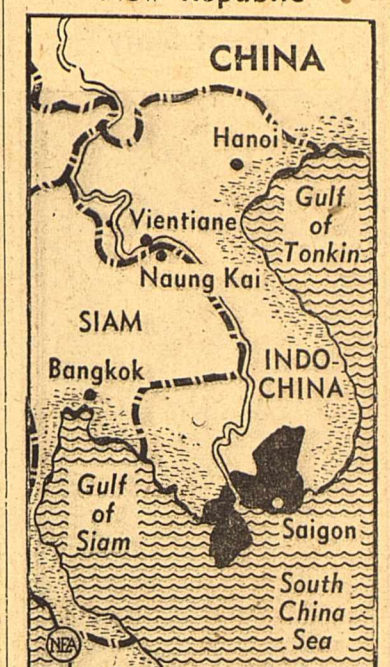 Republic
CHINA
Hanoi
Gulf
of
Tonkin
Vientiane
Naung Kai
SIAM
INDO-
CHINA
Bangkok
Gulf
of
Siam
Saigon
South
China
Sea
NEA